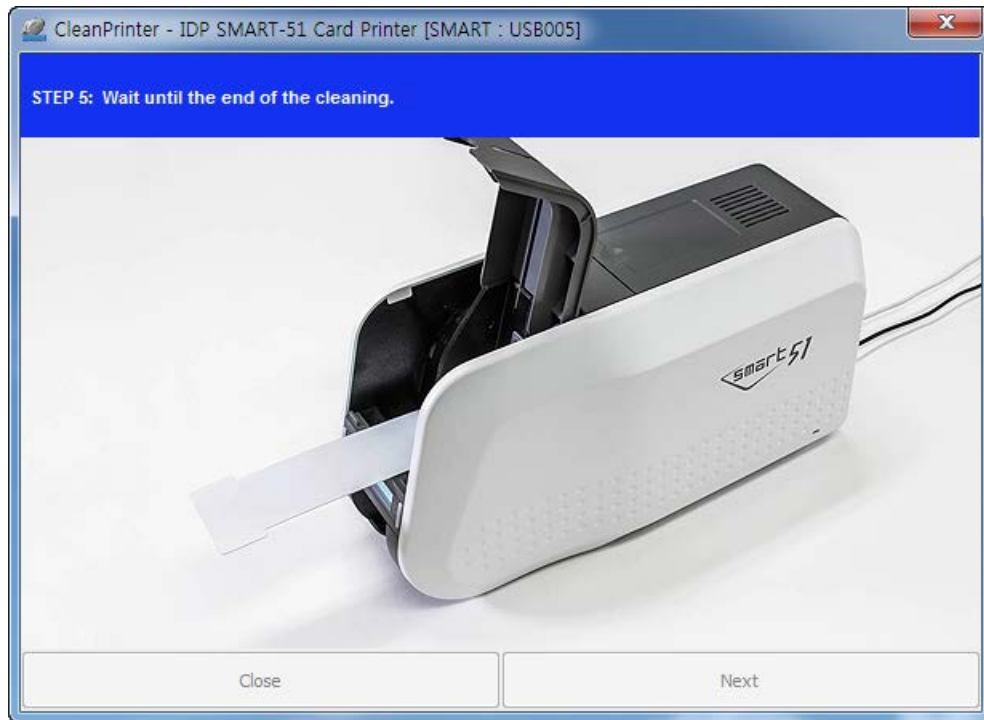 CleanPrinter - IDP SMART-51 Card Printer [SMART : USB005]
STEP 5: Wait until the end of the cleaning.
smart 51
Close
Next